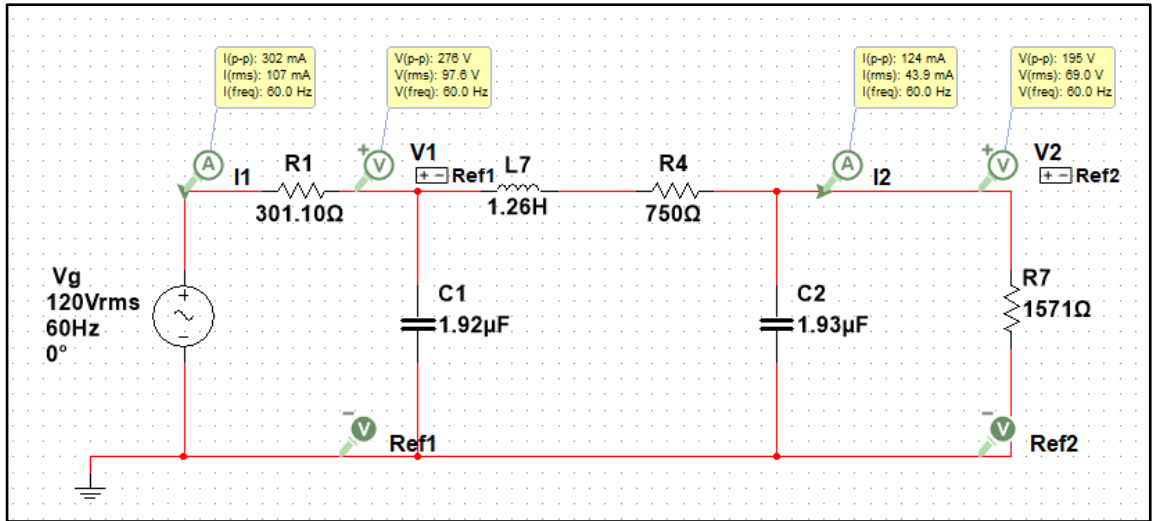 I(p-p): 302 mA
I(rms): 107 mA
I(freq): 60.0 Hz
V(p-p): 276 V
V(rms): 97.6 V
V(freq): 60.0 Hz
I(p-p): 124 mA
I(rms): 43.9 mA
I(freq): 60.0 Hz
V(p-p): 195 V
V(rms): 69.0 V
V(freq): 60.0 Hz
A
I1
R1
301.10Ω
+
V
V1
+ - Ref1
L7
1.26H
R4
750Ω
A
I2
+
V
V2
+ - Ref2
Vg
120Vrms
60Hz
0°
C1
1.92µF
C2
1.93µF
R7
1571Ω
V
Ref1
V
Ref2